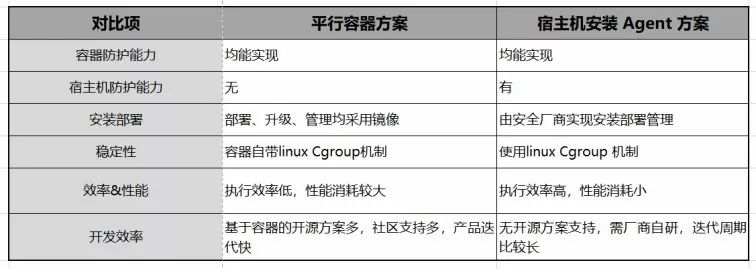 对比项 平行容器方案 宿主机安装 Agent 方案
容器防护能力 均能实现 均能实现
宿主机防护能力 无 有
安装部署 部署、升级、管理均采用镜像 由安全厂商实现安装部署管理
稳定性 容器自带linux Cgroup机制 使用linux Cgroup 机制
效率&性能 执行效率低，性能消耗较大 执行效率高，性能消耗小
开发效率 基于容器的开源方案多，社区支持多，产品迭
代快 无开源方案支持，需厂商自研，迭代周期
比较长